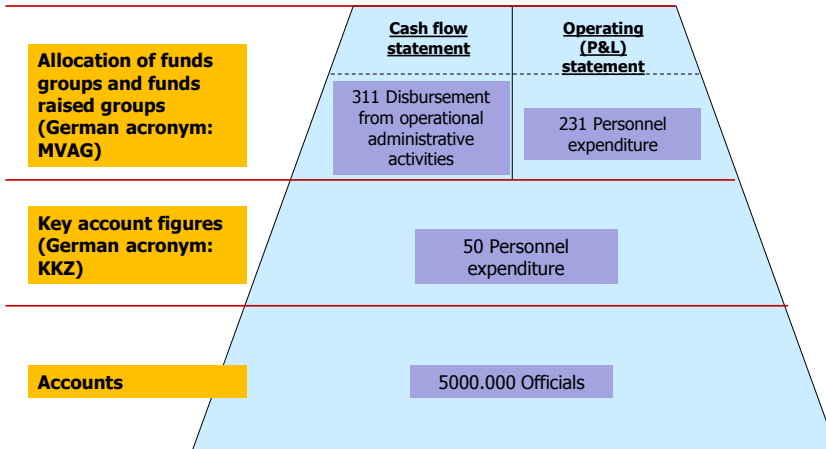 Allocation of funds
groups and funds
raised groups
(German acronym:
MVAG)
Cash flow
statement
Operating
(P&L)
statement
311 Disbursement
from operational
administrative
activities
231 Personnel
expenditure
Key account figures
(German acronym:
KKZ)
50 Personnel
expenditure
Accounts
5000.000 Officials